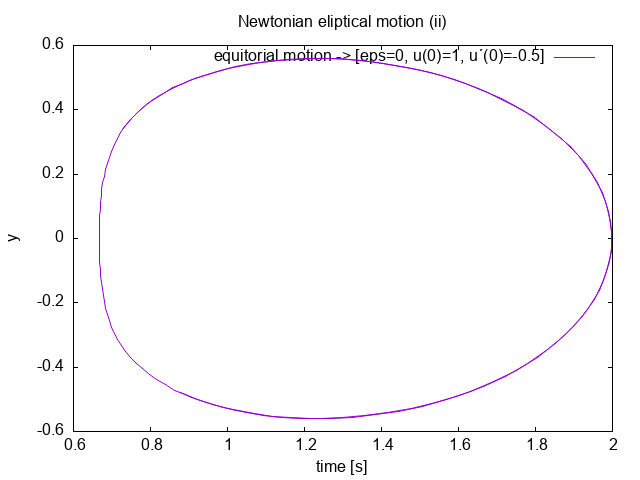 Newtonian eliptical motion (ii)
equitorial motion -> [eps=0, u(0)=1, u´(0)=-0.5]
0.6
0.4
0.2
0
-0.2
-0.4
-0.6
y
0.6 0.8 1 1.2 1.4 1.6 1.8 2
time [s]